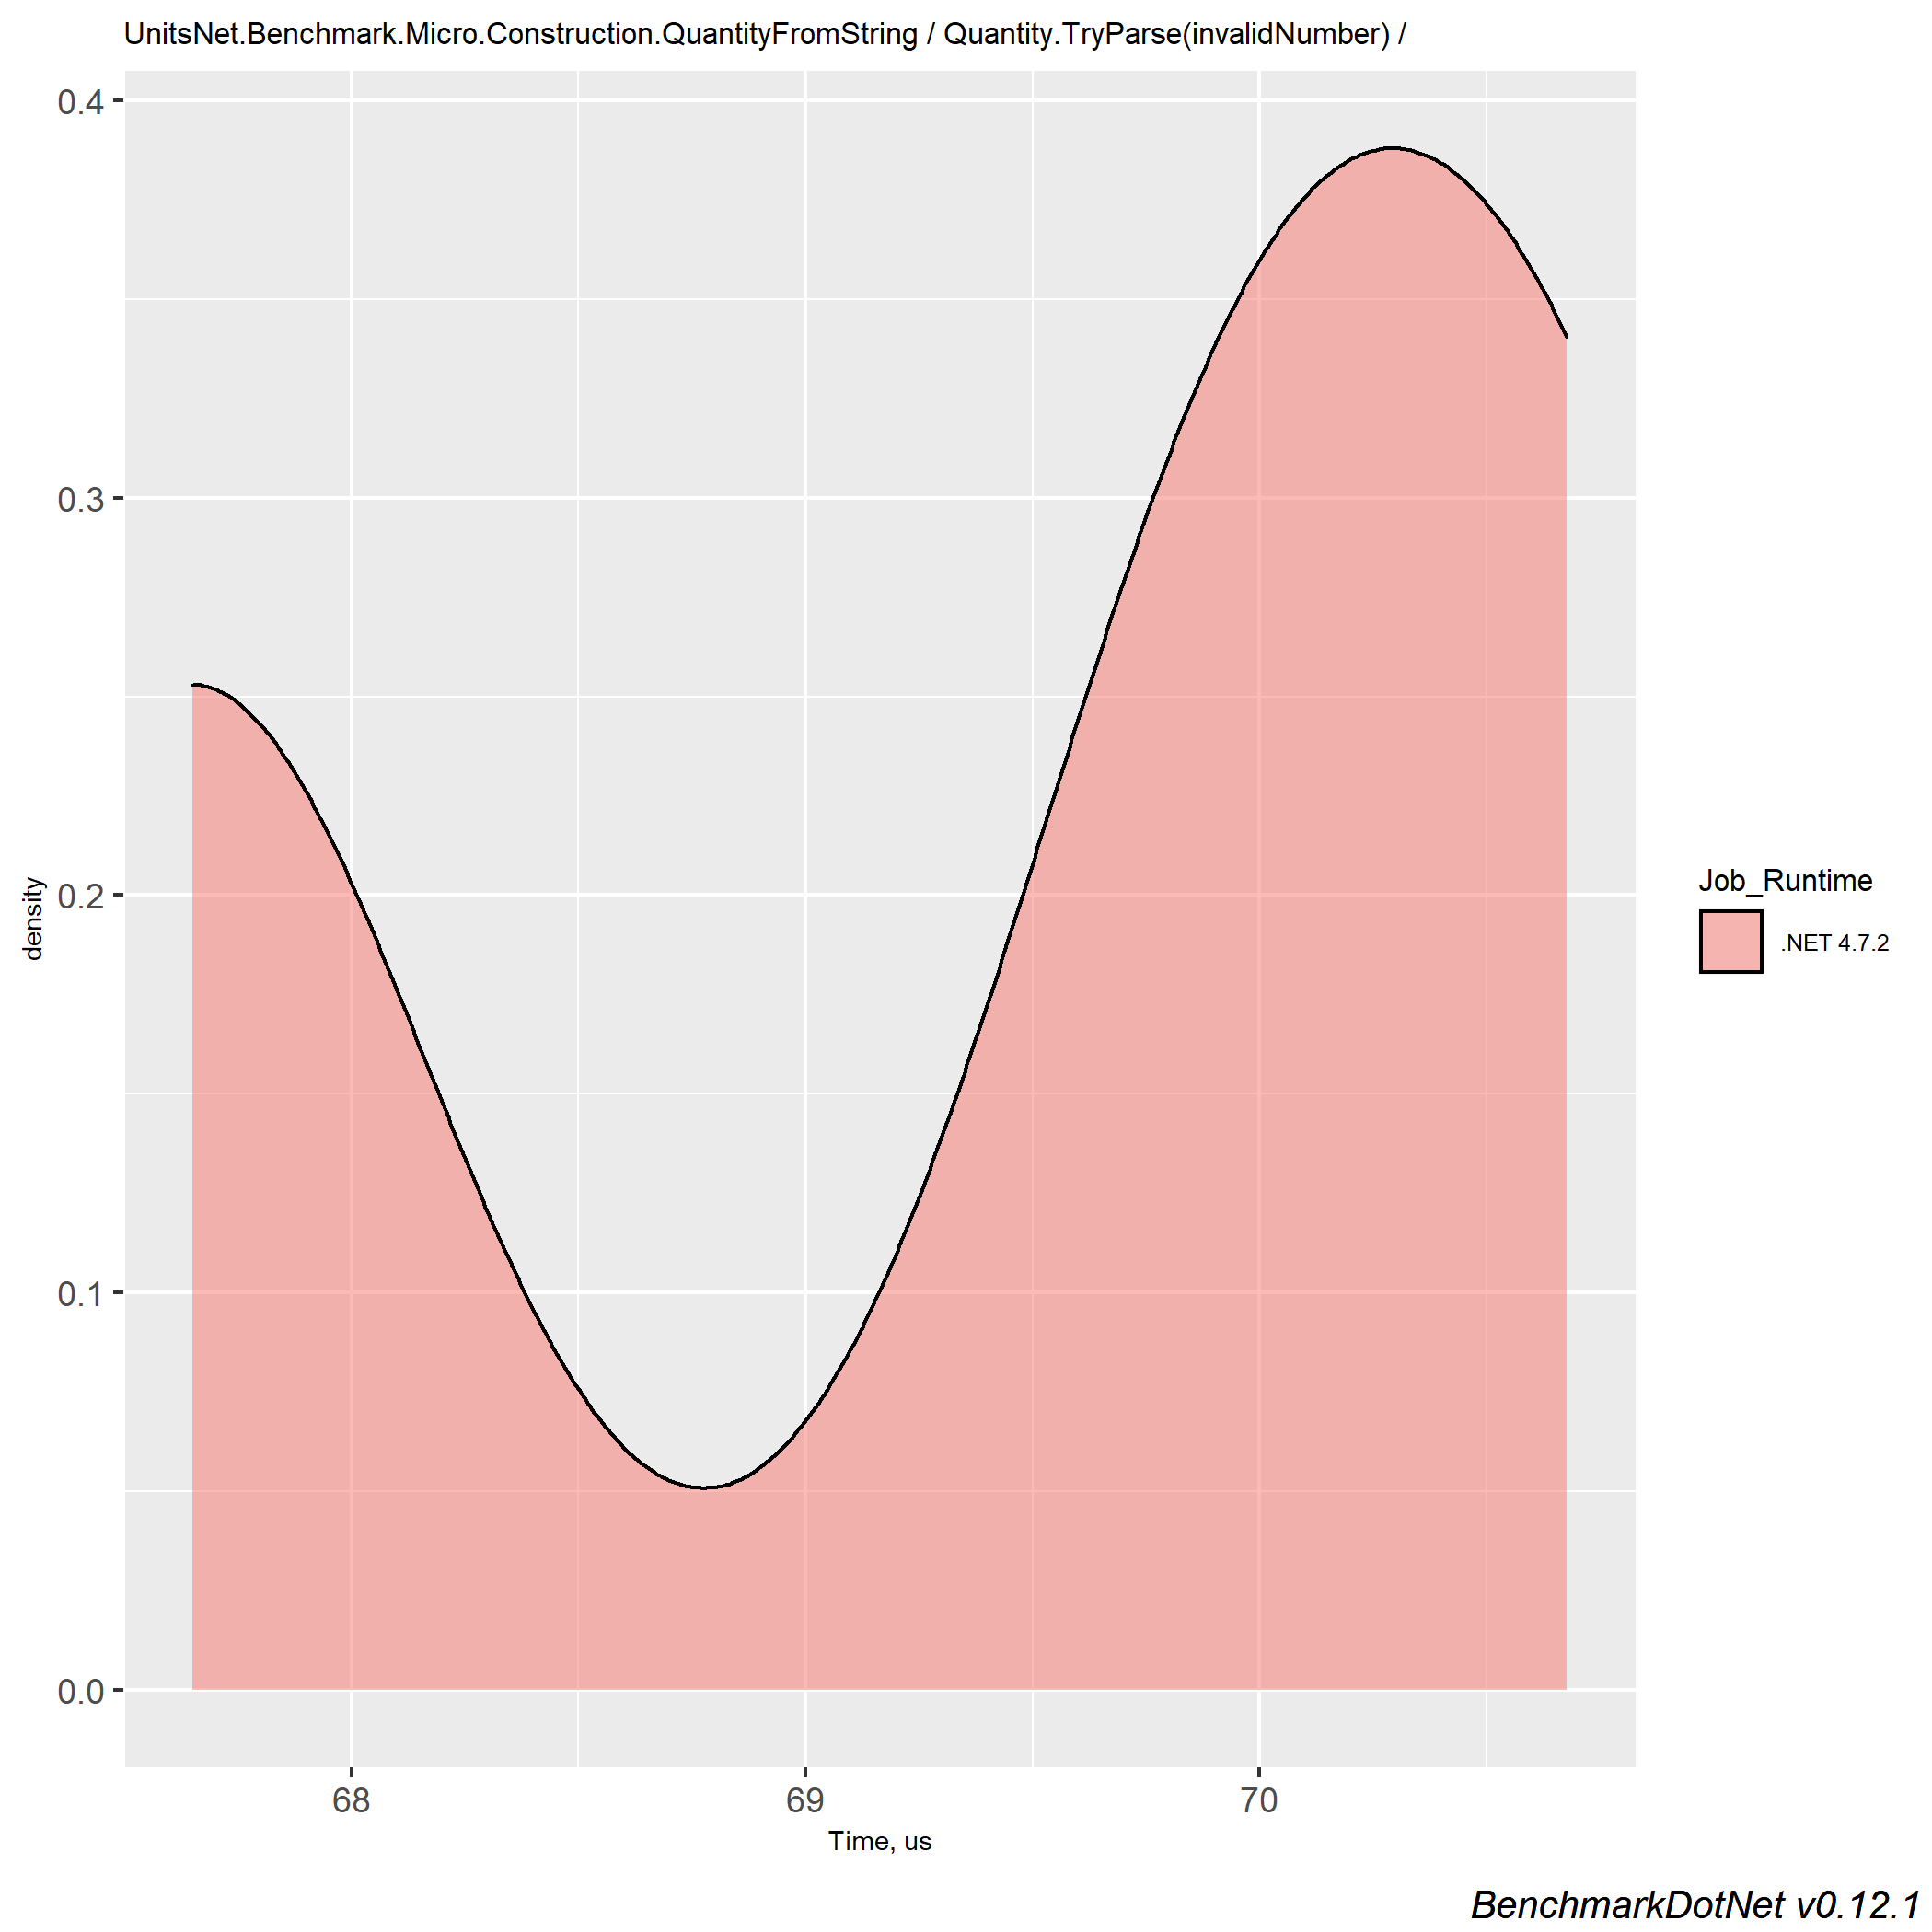 UnitsNet.Benchmark.Micro.Construction.QuantityFromString / Quantity.TryParse(invalidNumber) /
0.4
0.3
0.2
0.1
0.0
density
68
69
70
Time, us
Job_Runtime
.NET 4.7.2
BenchmarkDotNet v0.12.1